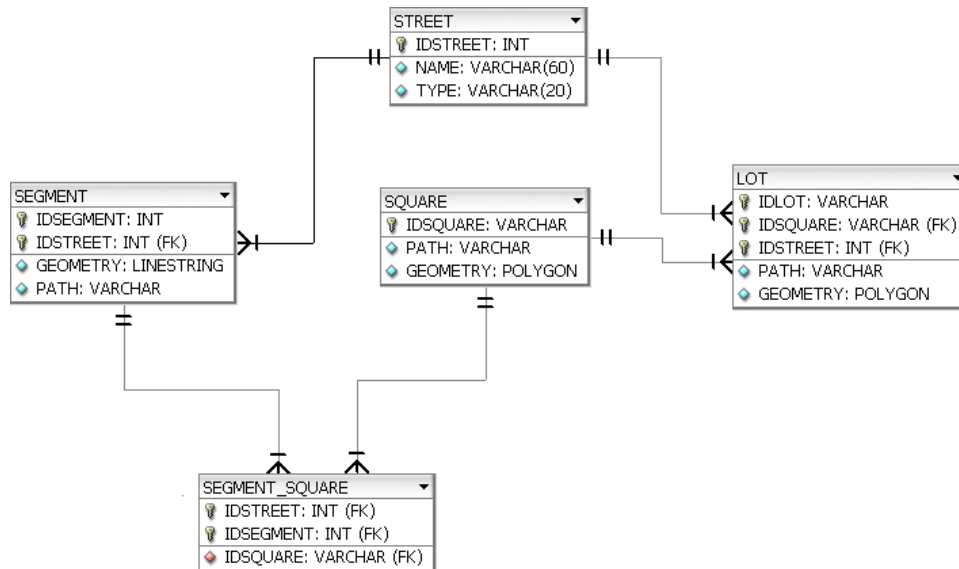 STREET
IDSTREET: INT
NAME: VARCHAR(60)
TYPE: VARCHAR(20)
SEGMENT
IDSEGMENT: INT
IDSTREET: INT (FK)
GEOMETRY: LINESTRING
PATH: VARCHAR
SQUARE
IDSQUARE: VARCHAR
PATH: VARCHAR
GEOMETRY: POLYGON
LOT
IDLOT: VARCHAR
IDSQUARE: VARCHAR (FK)
IDSTREET: INT (FK)
PATH: VARCHAR
GEOMETRY: POLYGON
SEGMENT_SQUARE
IDSTREET: INT (FK)
IDSEGMENT: INT (FK)
IDSQUARE: VARCHAR (FK)